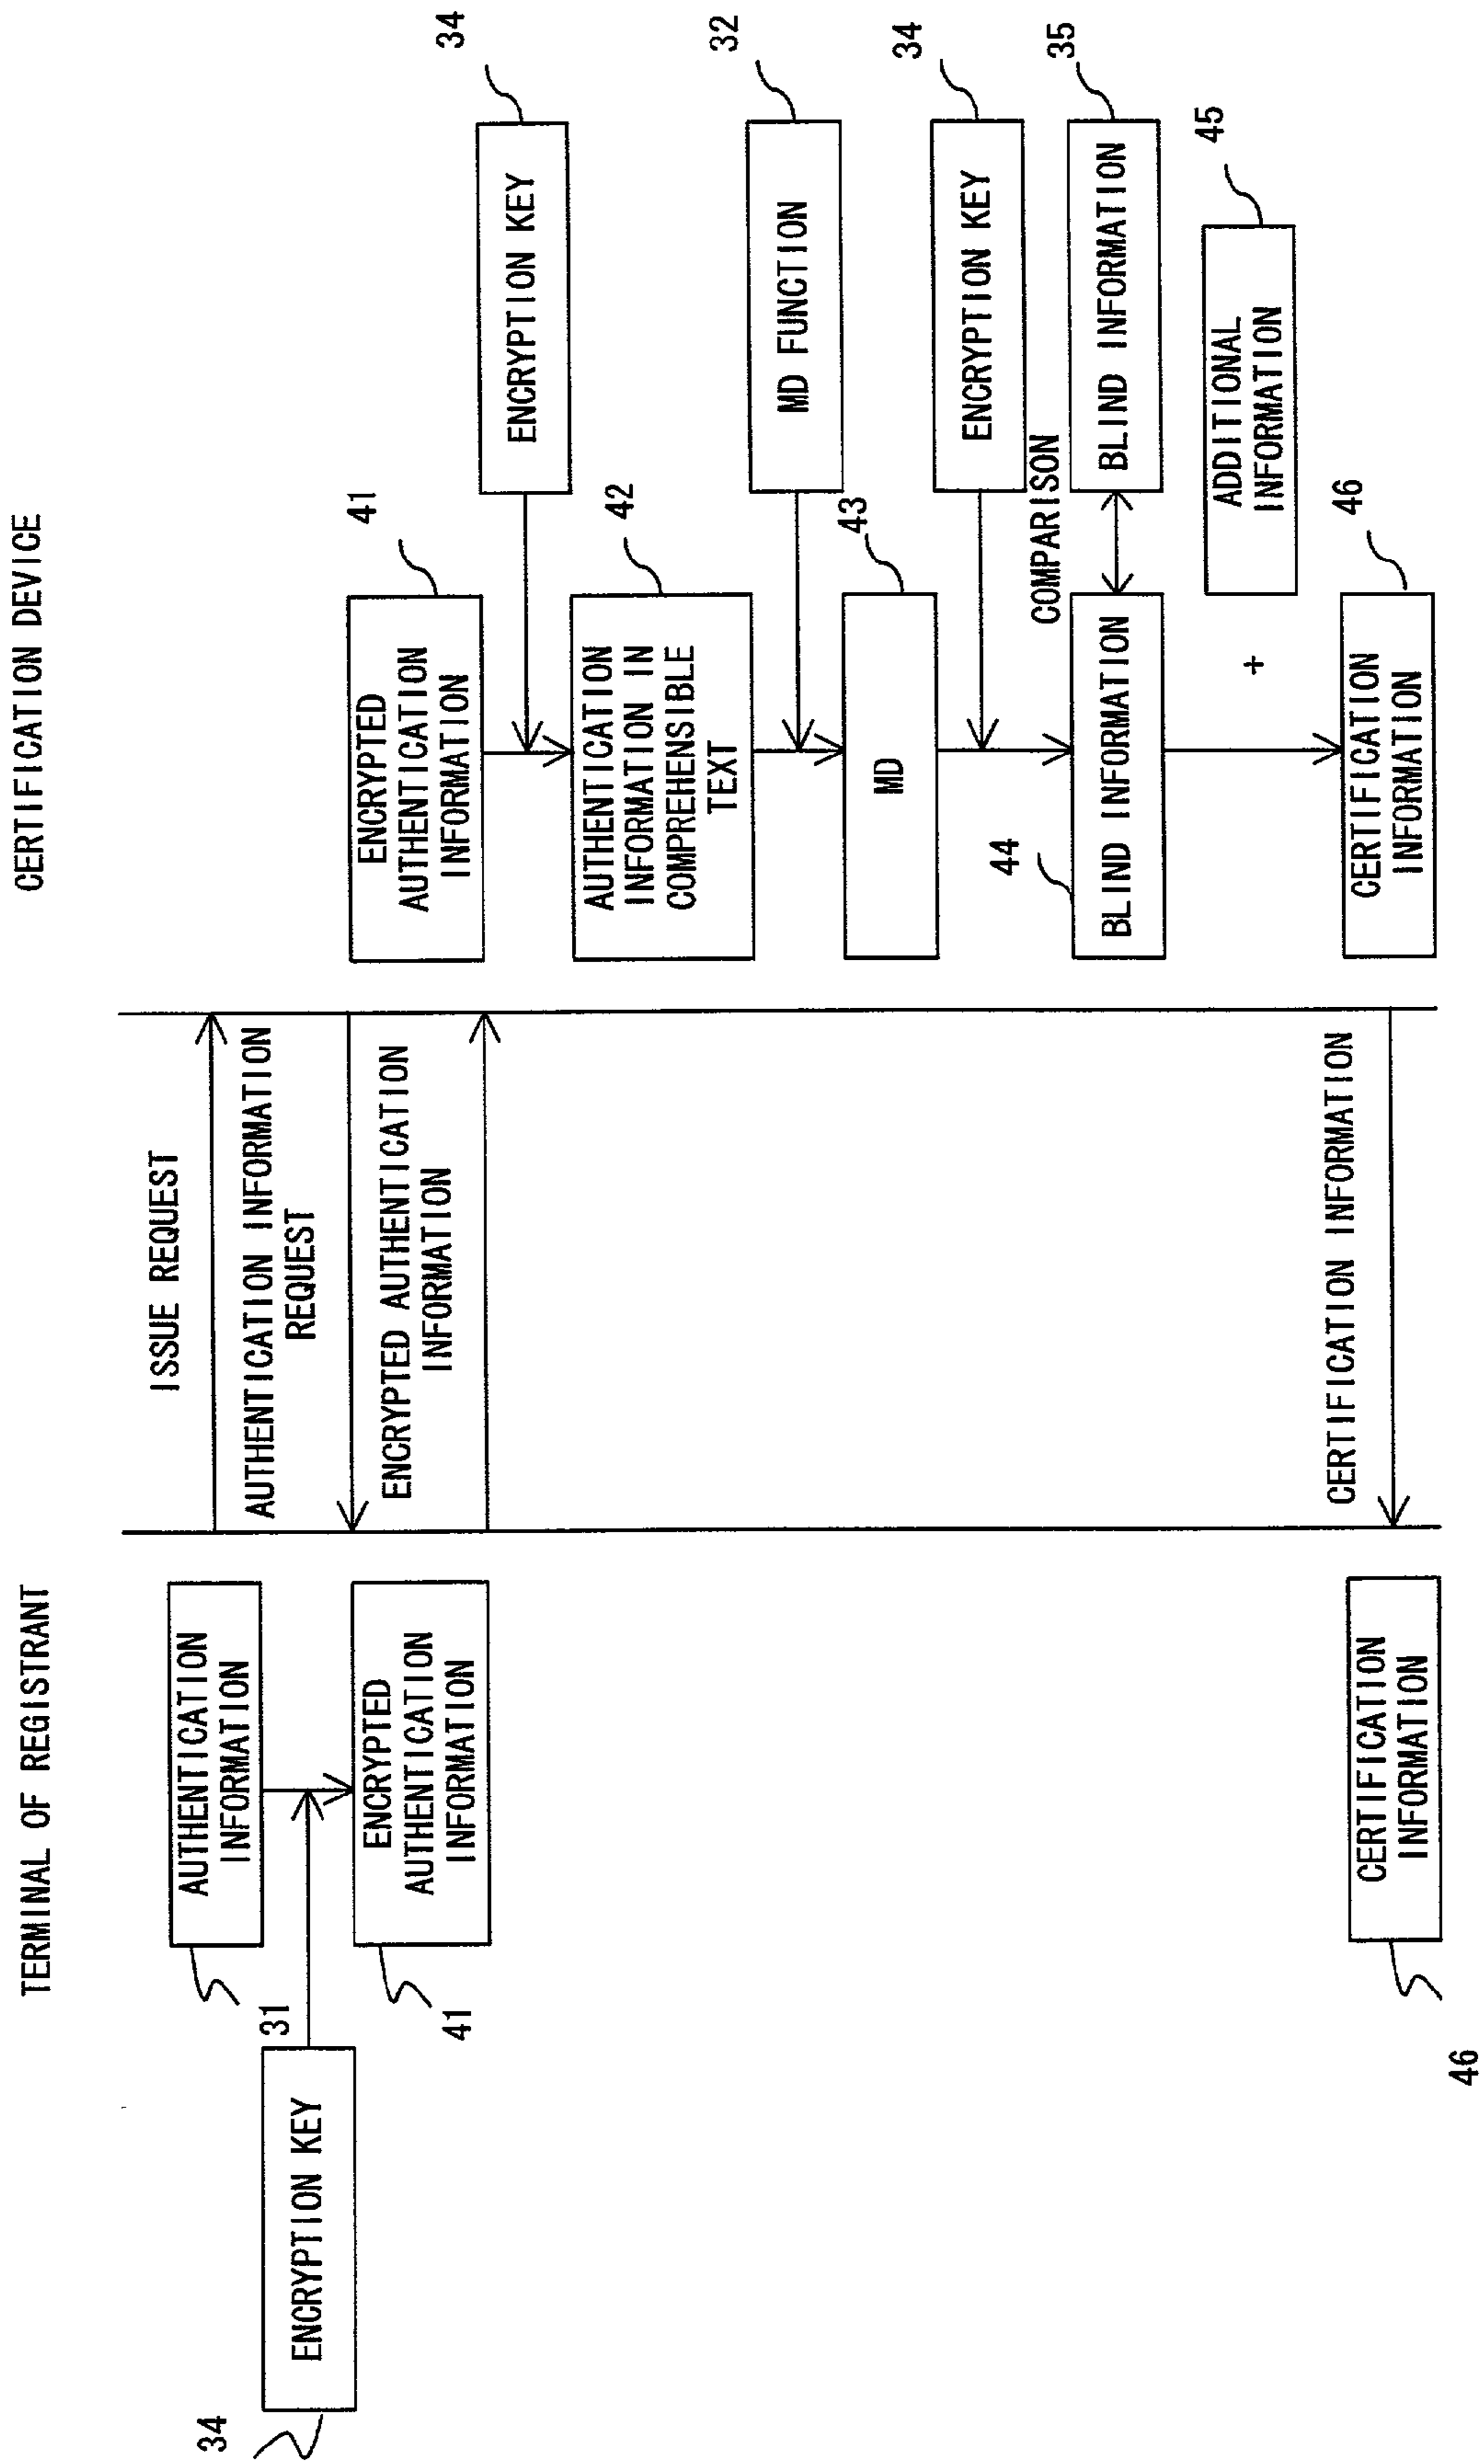 TERMINAL OF REGISTRANT
CERTIFICATION DEVICE
34
ENCRYPTION KEY
31
AUTHENTICATION
INFORMATION
41
ENCRYPTED
AUTHENTICATION
INFORMATION
ISSUE REQUEST
AUTHENTICATION INFORMATION
REQUEST
ENCRYPTED AUTHENTICATION
INFORMATION
41
ENCRYPTED
AUTHENTICATION
INFORMATION
34
ENCRYPTION KEY
42
AUTHENTICATION
INFORMATION IN
COMPREHENSIBLE
TEXT
32
MD FUNCTION
43
MD
34
ENCRYPTION KEY
COMPARISON
44
BLIND INFORMATION
35
BLIND INFORMATION
+
45
ADDITIONAL
INFORMATION
46
CERTIFICATION
INFORMATION
CERTIFICATION INFORMATION
46
CERTIFICATION
INFORMATION